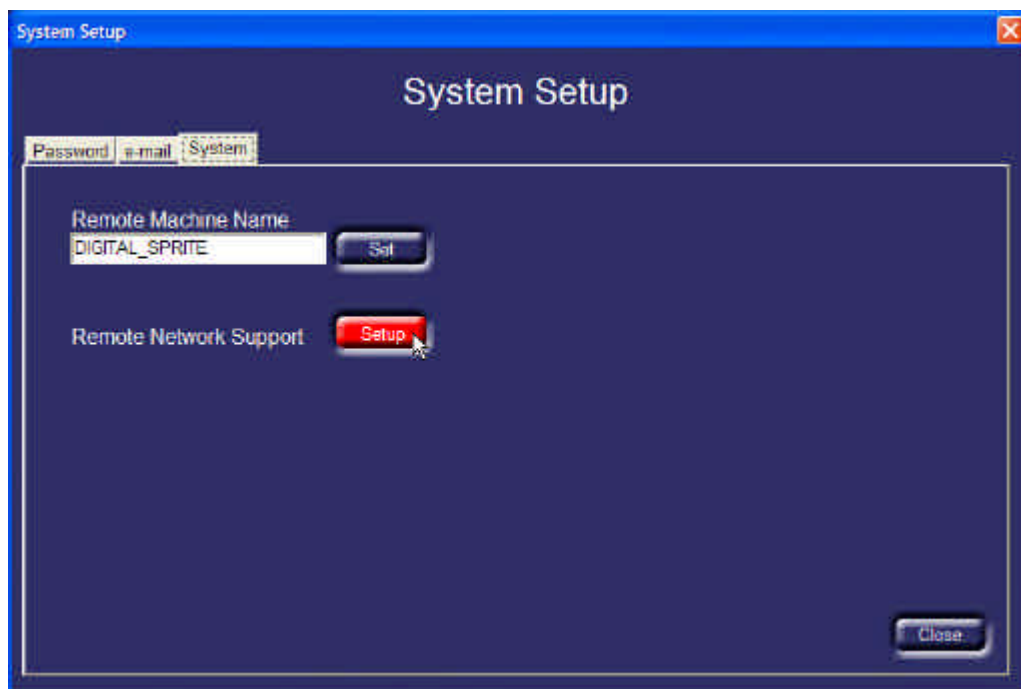 System Setup
System Setup
Password e-mail System
Remote Machine Name
DIGITAL_SPRITE Set
Remote Network Support Setup
Close